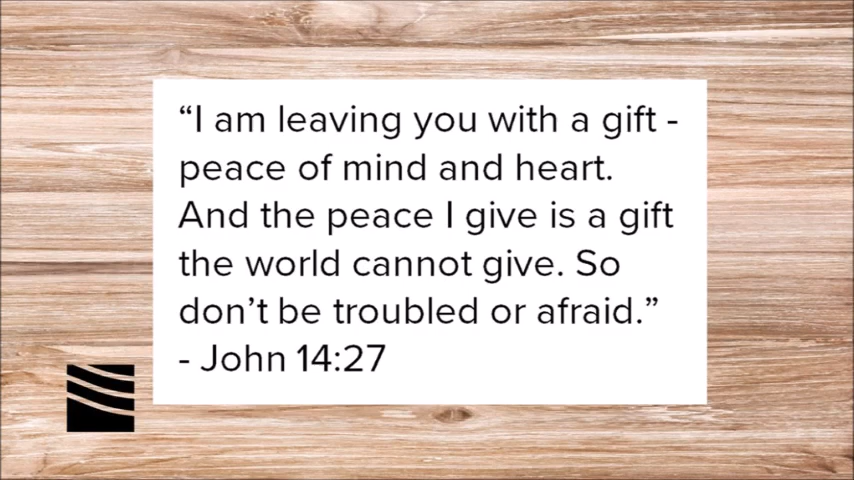 “I am leaving you with a gift -
peace of mind and heart.
And the peace I give is a gift
the world cannot give. So
don’t be troubled or afraid.”
- John 14:27